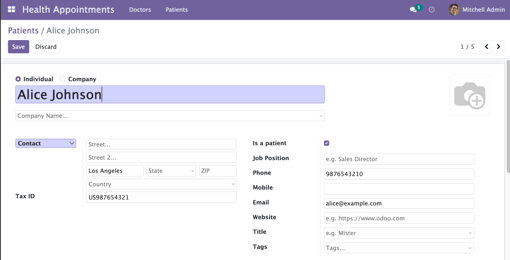 Health Appointments Doctors Patients 5 Mitchell Admin
Patients / Alice Johnson
Save Discard 1 / 5
Individual Company
Alice Johnson
Company Name...
Contact Street... Is a patient
Street 2... Job Position e.g. Sales Director
Los Angeles State ZIP Phone 9876543210
Country Mobile
Tax ID US987654321 Email alice@example.com
Website e.g. https://www.odoo.com
Title e.g. Mister
Tags Tags...